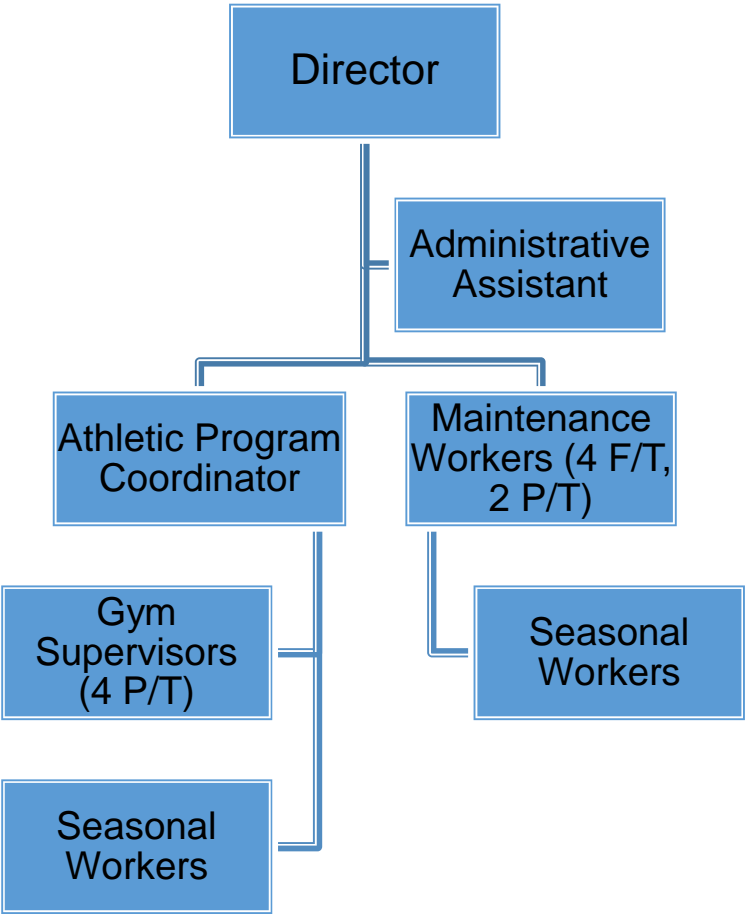 Director
Administrative
Assistant
Athletic Program
Coordinator
Maintenance
Workers (4 F/T,
2 P/T)
Gym
Supervisors
(4 P/T)
Seasonal
Workers
Seasonal
Workers